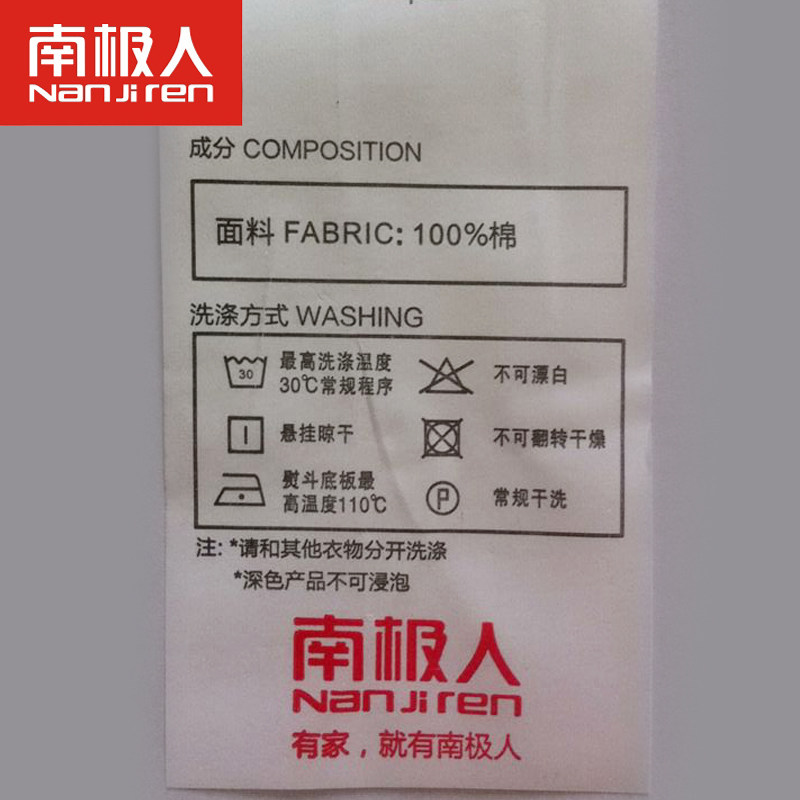 南极人
NanJiren
成分 COMPOSITION
面料 FABRIC: 100%棉
洗涤方式 WASHING
30
最高洗涤温度
30℃常规程序
不可漂白
悬挂晾干
不可翻转干燥
熨斗底板最
高温度110℃
P
常规干洗
注: *请和其他衣物分开洗涤
*深色产品不可浸泡
南极人
NanJiren
有家，就有南极人